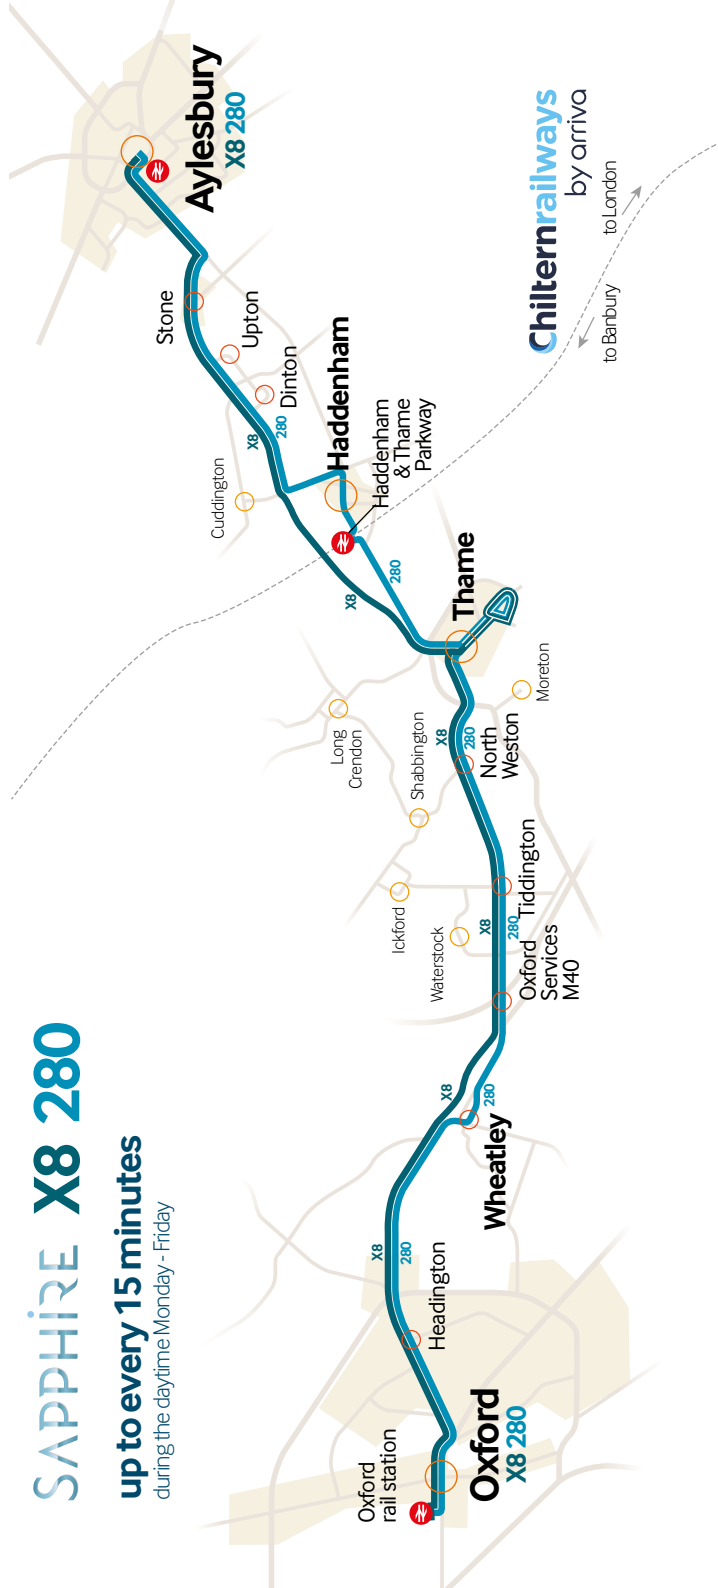 SAPPHIRE X8 280
up to every 15 minutes
during the daytime Monday - Friday
Oxford
rail station
Oxford
X8 280
Headington
X8
280
Wheatley
X8
280
Oxford
Services
M40
Waterstock
X8
280
Tiddington
Ickford
Shabbington
North
Weston
X8
280
Long
Crendon
Moreton
Thame
X8
280
Haddenham
& Thame
Parkway
Haddenham
Cuddington
X8
280
Dinton
Upton
Stone
Aylesbury
X8 280
Chilternrailways
by arriva
to Banbury
to London